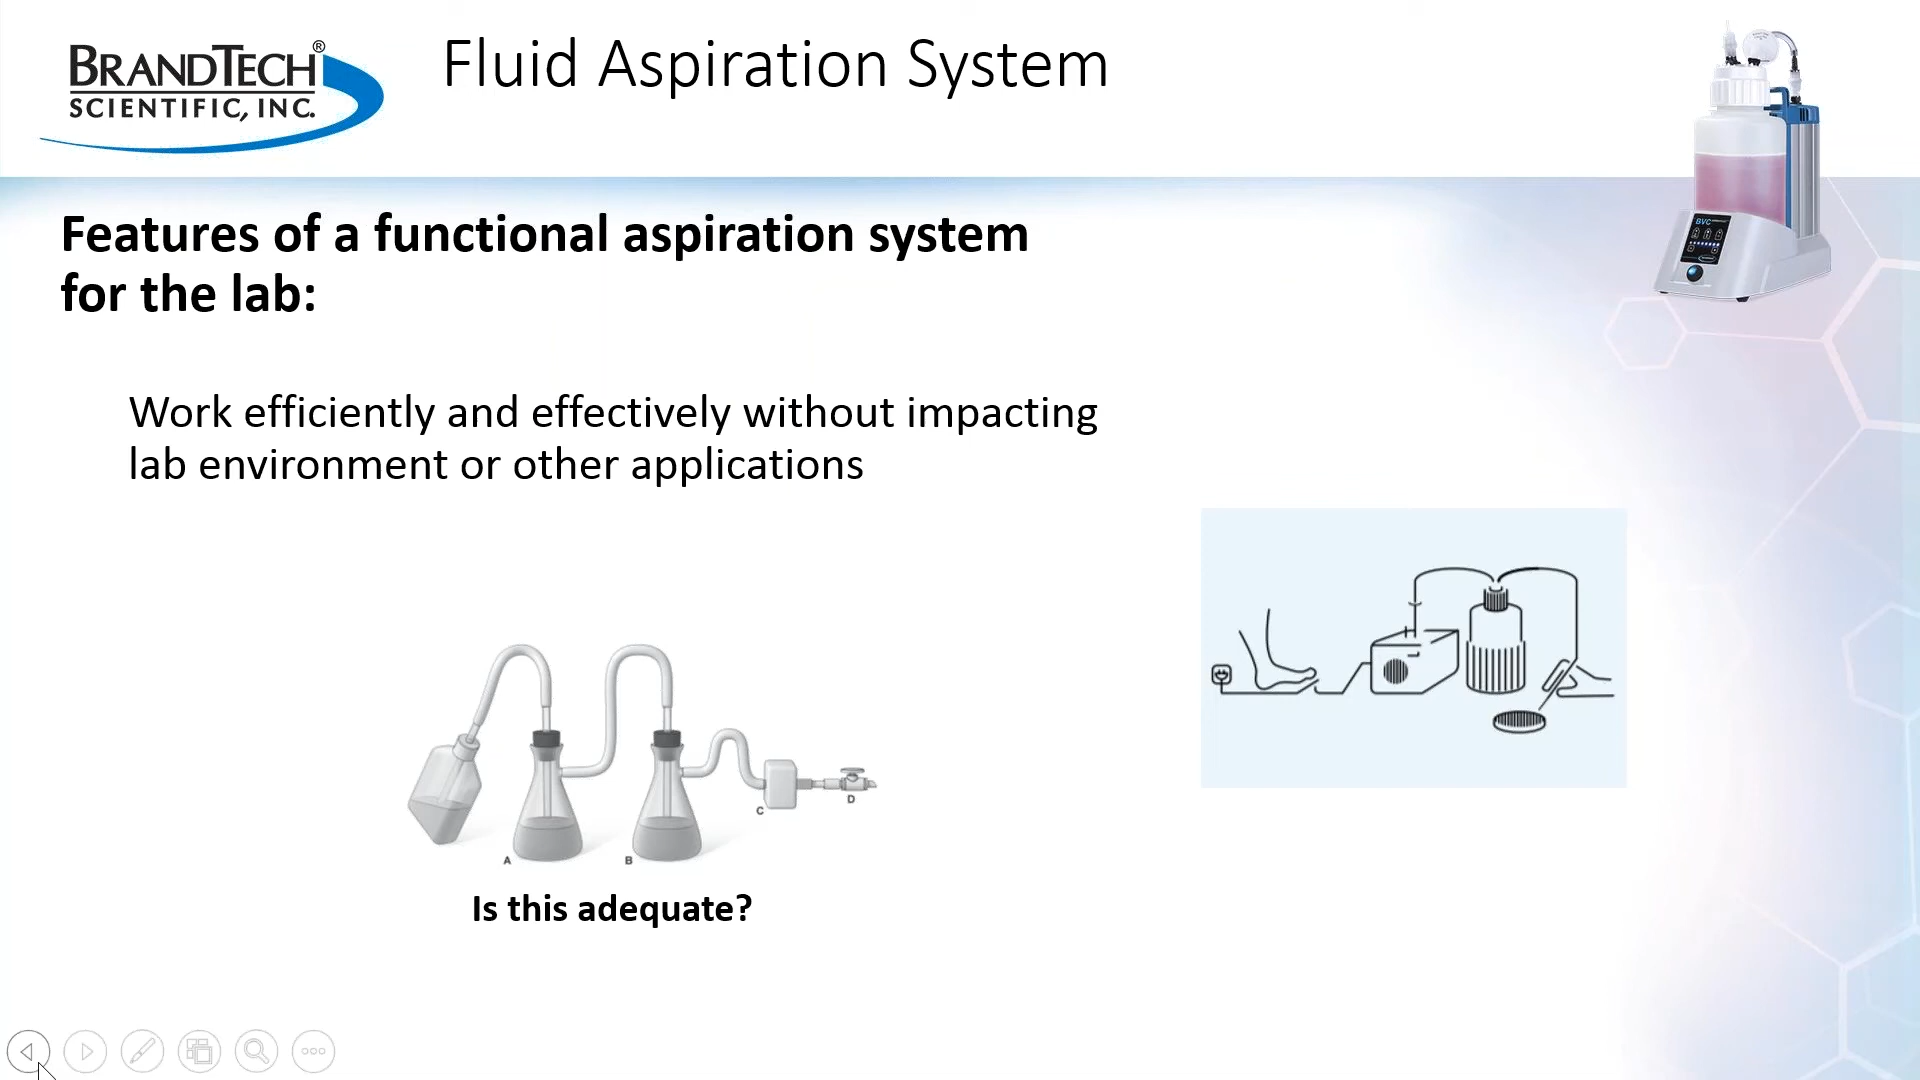 BRANDTECH®
SCIENTIFIC, INC.
Fluid Aspiration System
BVC
Features of a functional aspiration system
for the lab:
Work efficiently and effectively without impacting
lab environment or other applications
A
B
C
D
Is this adequate?